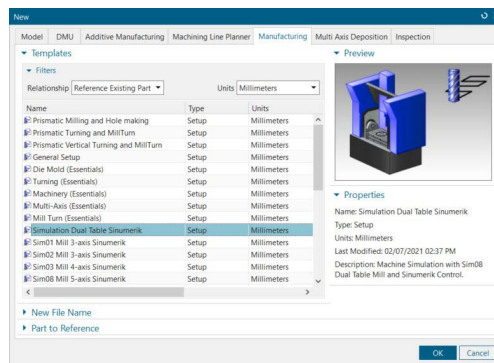 New
Model DMU Additive Manufacturing Machining Line Planner Manufacturing Multi Axis Deposition Inspection
Templates
Filters
Relationship Reference Existing Part Units Millimeters
Name Type Units
Prismatic Milling and Hole making Setup Millimeters
Prismatic Turning and MillTurn Setup Millimeters
Prismatic Vertical Turning and MillTurn Setup Millimeters
General Setup Setup Millimeters
Die Mold (Essentials) Setup Millimeters
Turning (Essentials) Setup Millimeters
Machinery (Essentials) Setup Millimeters
Multi-Axis (Essentials) Setup Millimeters
Mill Turn (Essentials) Setup Millimeters
Simulation Dual Table Sinumerik Setup Millimeters
Sim01 Mill 3-axis Sinumerik Setup Millimeters
Sim02 Mill 3-axis Sinumerik Setup Millimeters
Sim03 Mill 4-axis Sinumerik Setup Millimeters
Sim08 Mill 5-axis Sinumerik Setup Millimeters
New File Name
Part to Reference
Preview
Properties
Name: Simulation Dual Table Sinumerik
Type: Setup
Units: Millimeters
Last Modified: 02/07/2021 02:37 PM
Description: Machine Simulation with Sim08
Dual Table Mill and Sinumerik Control.
OK Cancel